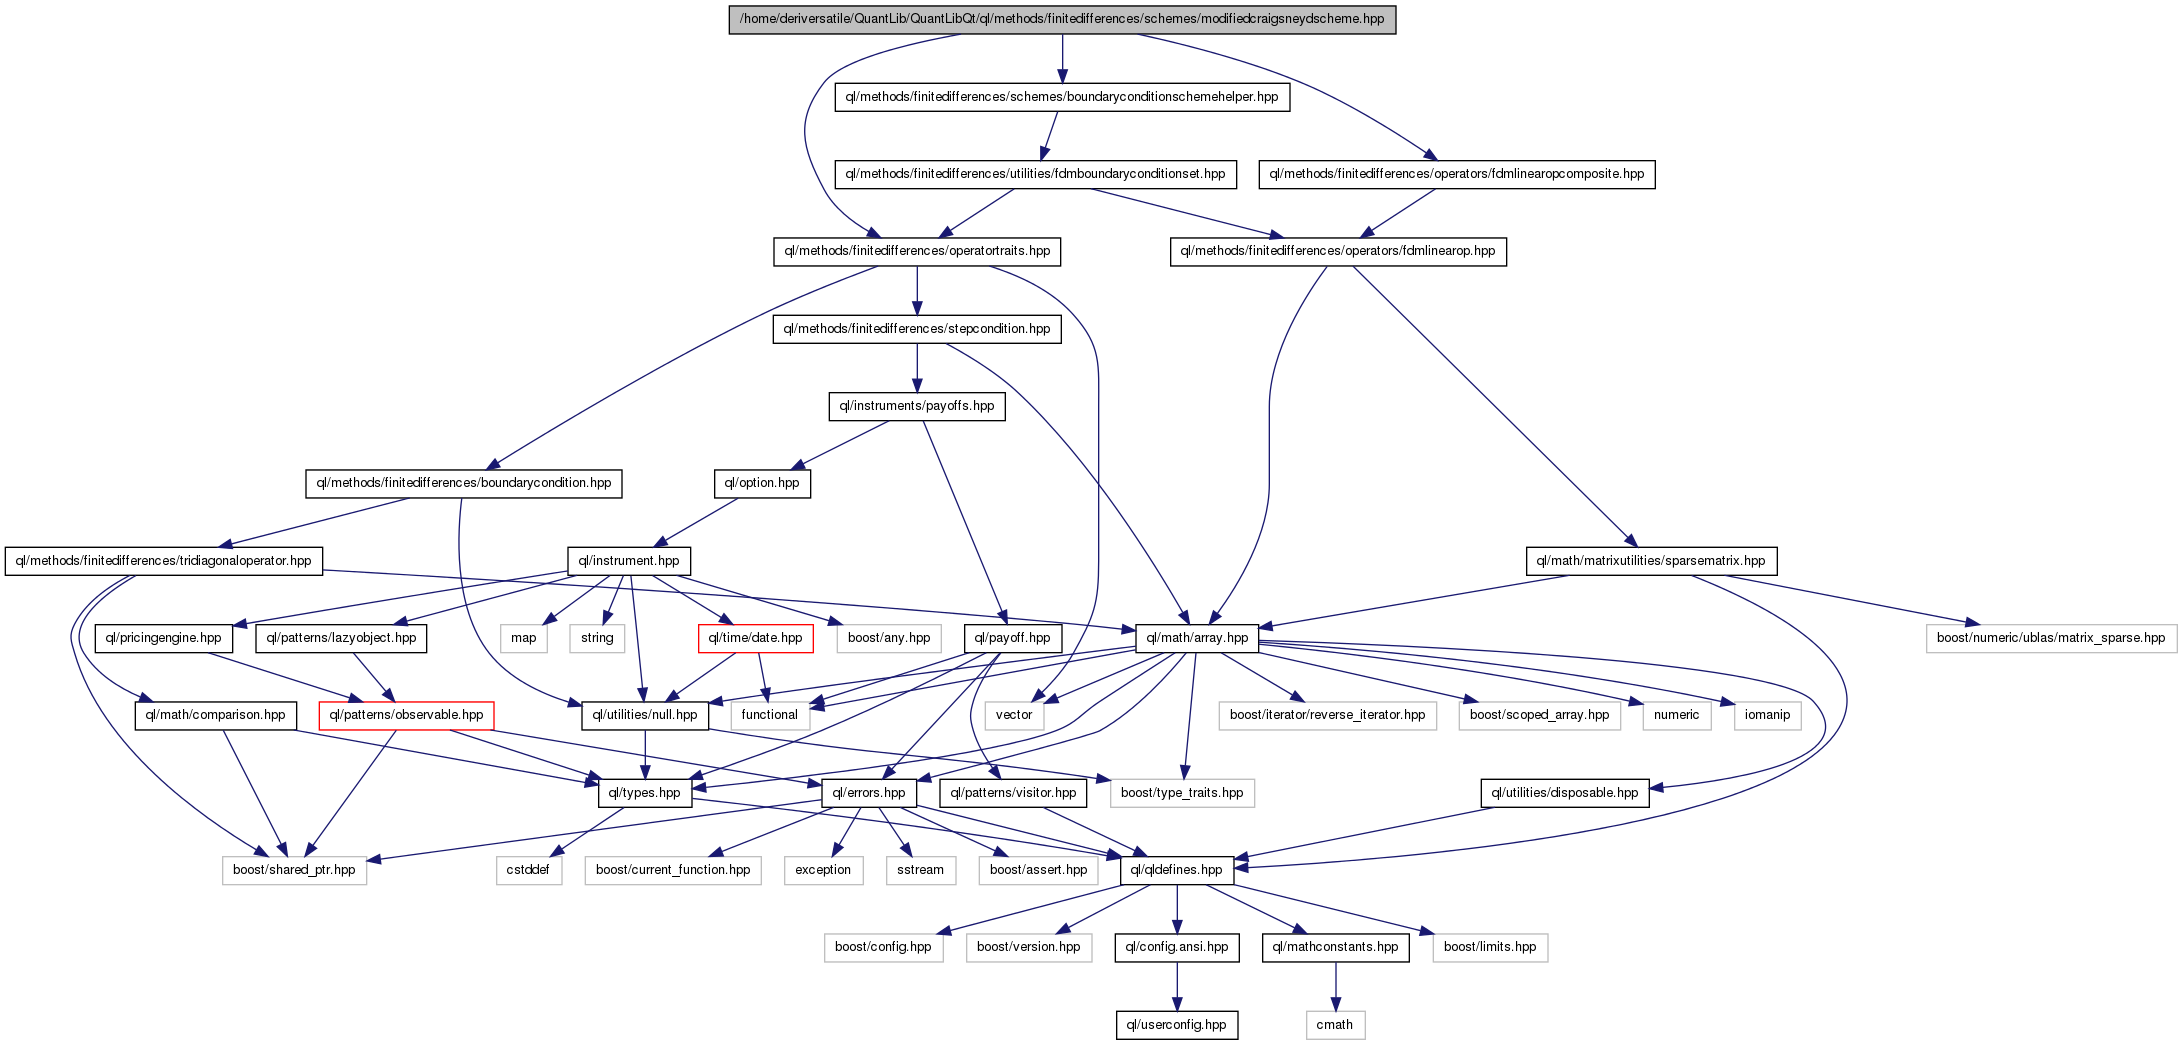 /home/deriversatile/QuantLib/QuantLibQt/ql/methods/finitedifferences/schemes/modifiedcraigsneydscheme.hpp
ql/methods/finitedifferences/schemes/boundaryconditionschemehelper.hpp
ql/methods/finitedifferences/utilities/fdmboundaryconditionset.hpp
ql/methods/finitedifferences/operators/fdmlinearopcomposite.hpp
ql/methods/finitedifferences/operatortraits.hpp
ql/methods/finitedifferences/operators/fdmlinearop.hpp
ql/methods/finitedifferences/stepcondition.hpp
ql/instruments/payoffs.hpp
ql/methods/finitedifferences/boundarycondition.hpp
ql/option.hpp
ql/methods/finitedifferences/tridiagonaloperator.hpp
ql/instrument.hpp
ql/math/matrixutilities/sparsematrix.hpp
ql/pricingengine.hpp
ql/patterns/lazyobject.hpp
map
string
ql/time/date.hpp
boost/any.hpp
ql/payoff.hpp
ql/math/array.hpp
boost/numeric/ublas/matrix_sparse.hpp
ql/math/comparison.hpp
ql/patterns/observable.hpp
ql/utilities/null.hpp
functional
vector
boost/iterator/reverse_iterator.hpp
boost/scoped_array.hpp
numeric
iomanip
ql/types.hpp
ql/errors.hpp
ql/patterns/visitor.hpp
boost/type_traits.hpp
ql/utilities/disposable.hpp
boost/shared_ptr.hpp
cstddef
boost/current_function.hpp
exception
sstream
boost/assert.hpp
ql/qldefines.hpp
boost/config.hpp
boost/version.hpp
ql/config.ansi.hpp
ql/mathconstants.hpp
boost/limits.hpp
ql/userconfig.hpp
cmath